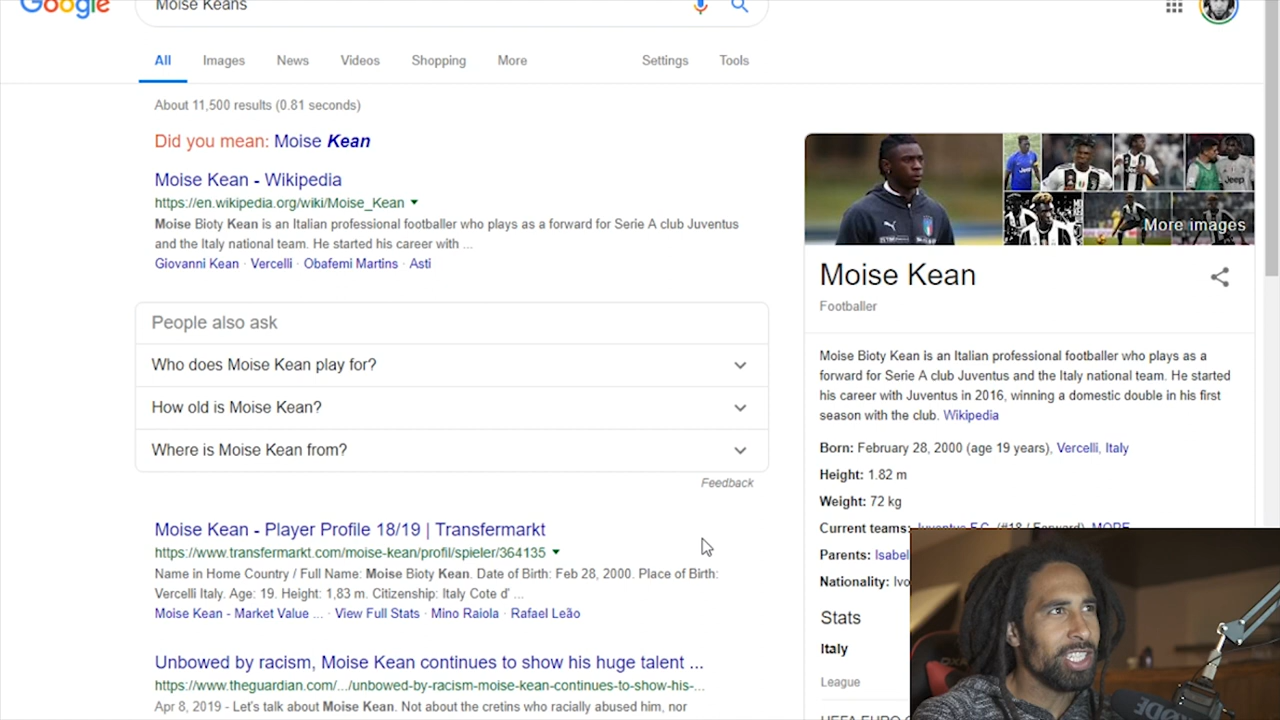 Google
Moise Keans
All Images News Videos Shopping More Settings Tools
About 11,500 results (0.81 seconds)
Did you mean: Moise Kean
Moise Kean - Wikipedia
https://en.wikipedia.org/wiki/Moise_Kean
Moise Bioty Kean is an Italian professional footballer who plays as a forward for Serie A club Juventus
and the Italy national team. He started his career with ...
Giovanni Kean · Vercelli · Obafemi Martins · Asti
People also ask
Who does Moise Kean play for?
How old is Moise Kean?
Where is Moise Kean from?
Feedback
Moise Kean - Player Profile 18/19 | Transfermarkt
https://www.transfermarkt.com/moise-kean/profil/spieler/364135
Name in Home Country / Full Name: Moise Bioty Kean. Date of Birth: Feb 28, 2000. Place of Birth:
Vercelli Italy. Age: 19. Height: 1,83 m. Citizenship: Italy Cote d' ...
Moise Kean - Market Value ... · View Full Stats · Mino Raiola · Rafael Leão
Unbowed by racism, Moise Kean continues to show his huge talent ...
https://www.theguardian.com/.../unbowed-by-racism-moise-kean-continues-to-show-his-...
Apr 8, 2019 - Let's talk about Moise Kean. Not about the cretins who racially abused him, nor
Jeep
Jeep
More images
Moise Kean
Footballer
Moise Bioty Kean is an Italian professional footballer who plays as a
forward for Serie A club Juventus and the Italy national team. He started
his career with Juventus in 2016, winning a domestic double in his first
season with the club. Wikipedia
Born: February 28, 2000 (age 19 years), Vercelli, Italy
Height: 1.82 m
Weight: 72 kg
Current teams: Juventus F.C. (#18 / Forward), MORE
Parents: Isabel
Nationality: Ivo
Stats
Italy
League
UEFA EURO
RODE